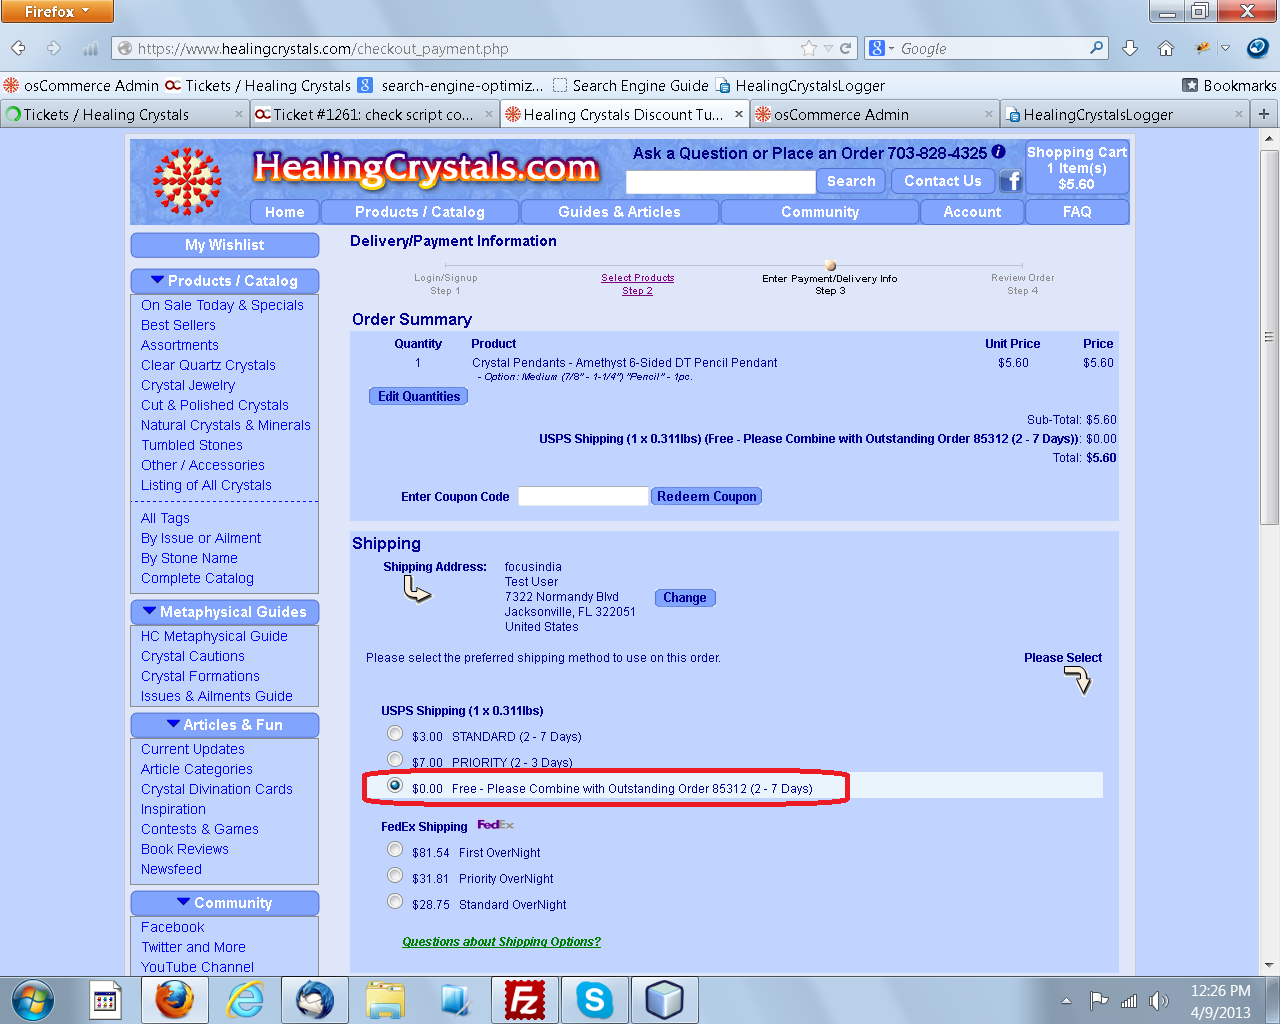 Firefox
https://www.healingcrystals.com/checkout_payment.php
Google
osCommerce Admin
Tickets / Healing Crystals
search-engine-optimiz...
Search Engine Guide
HealingCrystalsLogger
Bookmarks
Tickets / Healing Crystals
Ticket #1261: check script co...
Healing Crystals Discount Tu...
osCommerce Admin
HealingCrystalsLogger
HealingCrystals.com
Ask a Question or Place an Order 703-828-4325
Search
Contact Us
Shopping Cart
1 Item(s)
$5.60
Home
Products / Catalog
Guides & Articles
Community
Account
FAQ
My Wishlist
Products / Catalog
On Sale Today & Specials
Best Sellers
Assortments
Clear Quartz Crystals
Crystal Jewelry
Cut & Polished Crystals
Natural Crystals & Minerals
Tumbled Stones
Other / Accessories
Listing of All Crystals
All Tags
By Issue or Ailment
By Stone Name
Complete Catalog
Metaphysical Guides
HC Metaphysical Guide
Crystal Cautions
Crystal Formations
Issues & Ailments Guide
Articles & Fun
Current Updates
Article Categories
Crystal Divination Cards
Inspiration
Contests & Games
Book Reviews
Newsfeed
Community
Facebook
Twitter and More
YouTube Channel
Delivery/Payment Information
Login/Signup
Step 1
Select Products
Step 2
Enter Payment/Delivery Info
Step 3
Review Order
Step 4
Order Summary
Quantity Product Unit Price Price
1 Crystal Pendants - Amethyst 6-Sided DT Pencil Pendant $5.60 $5.60
- Option: Medium (7/8" - 1-1/4") "Pencil" - 1pc.
Edit Quantities
Sub-Total: $5.60
USPS Shipping (1 x 0.311lbs) (Free - Please Combine with Outstanding Order 85312 (2 - 7 Days)): $0.00
Total: $5.60
Enter Coupon Code
Redeem Coupon
Shipping
Shipping Address:
focusindia
Test User
7322 Normandy Blvd
Jacksonville, FL 322051
United States
Change
Please select the preferred shipping method to use on this order.
Please Select
USPS Shipping (1 x 0.311lbs)
$3.00 STANDARD (2 - 7 Days)
$7.00 PRIORITY (2 - 3 Days)
$0.00 Free - Please Combine with Outstanding Order 85312 (2 - 7 Days)
FedEx Shipping FedEx
$81.54 First OverNight
$31.81 Priority OverNight
$28.75 Standard OverNight
Questions about Shipping Options?
12:26 PM
4/9/2013